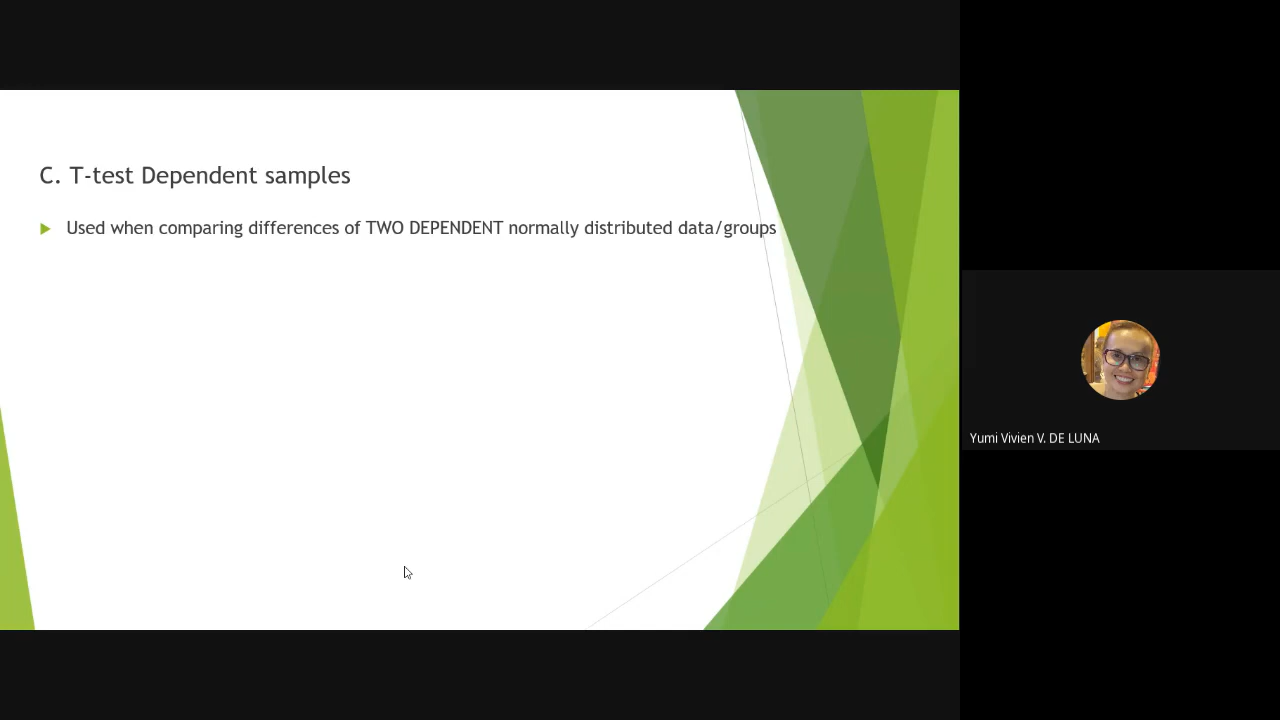 C. T-test Dependent samples
Used when comparing differences of TWO DEPENDENT normally distributed data/groups
Yumi Vivien V. DE LUNA